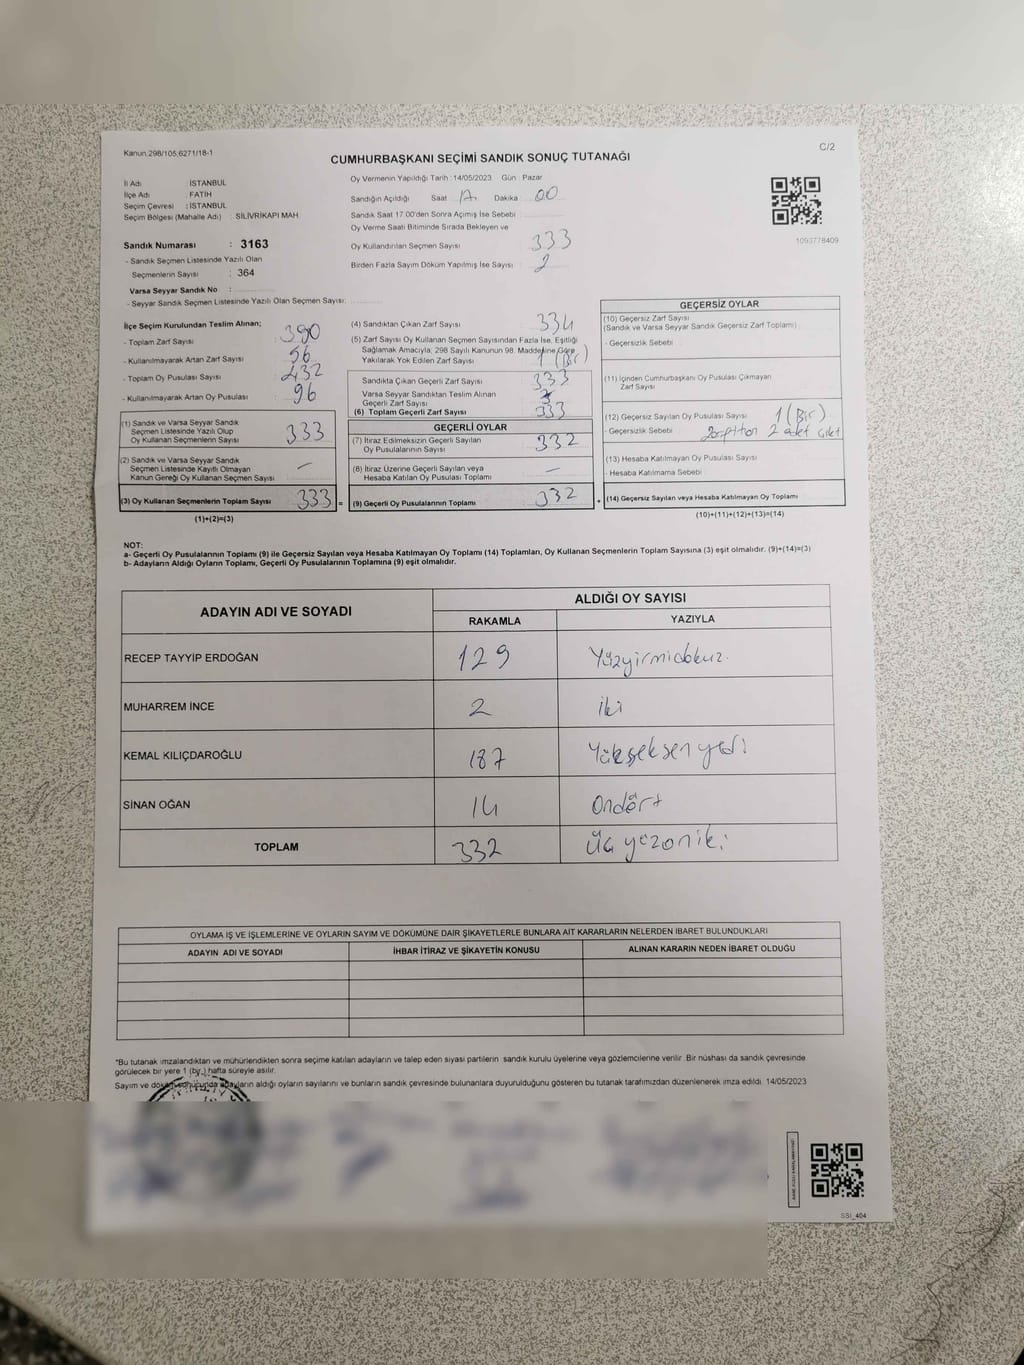 Kanun,298/105,6271/18-1
C/2
CUMHURBAŞKANI SEÇİMİ SANDIK SONUÇ TUTANAĞI
İl Adı : İSTANBUL
İlçe Adı : FATİH
Seçim Çevresi : İSTANBUL
Seçim Bölgesi (Mahalle Adı) : SİLİVRİKAPI MAH
Sandık Numarası : 3163
- Sandık Seçmen Listesinde Yazılı Olan
Seçmenlerin Sayısı : 364
Varsa Seyyar Sandık No :
- Seyyar Sandık Seçmen Listesinde Yazılı Olan Seçmen Sayısı:
Oy Vermenin Yapıldığı Tarih :14/05/2023 Gün : Pazar
Sandığın Açıldığı Saat Dakika : 00
Sandık Saat 17.00'den Sonra Açımış İse Sebebi
Oy Verme Saati Bitiminde Sırada Bekleyen ve
Oy Kullandırılan Seçmen Sayısı 333
Birden Fazla Sayım Döküm Yapılmış İse Sayısı : 2
1093778409
İlçe Seçim Kurulundan Teslim Alınan;
- Toplam Zarf Sayısı : 390
- Kullanılmayarak Artan Zarf Sayısı 56
- Toplam Oy Pusulası Sayısı 432
- Kullanılmayarak Artan Oy Pusulası 96
(1) Sandık ve Varsa Seyyar Sandık
Seçmen Listesinde Yazılı Olup
Oy Kullanan Seçmenlerin Sayısı 333
(2) Sandık ve Varsa Seyyar Sandık
Seçmen Listesinde Kayıtlı Olmayan
Kanun Gereği Oy Kullanan Seçmen Sayısı —
(3) Oy Kullanan Seçmenlerin Toplam Sayısı 333 =
(1)+(2)=(3)
(4) Sandıktan Çıkan Zarf Sayısı 334
(5) Zarf Sayısı Oy Kullanan Seçmen Sayısından Fazla İse, Eşitliği
Sağlamak Amacıyla; 298 Sayılı Kanunun 98. Maddesine Göre
Yakılarak Yok Edilen Zarf Sayısı 1 (Bir)
Sandıkta Çıkan Geçerli Zarf Sayısı 333
Varsa Seyyar Sandıktan Teslim Alınan
Geçerli Zarf Sayısı
(6) Toplam Geçerli Zarf Sayısı 333
GEÇERLİ OYLAR
(7) İtiraz Edilmeksizin Geçerli Sayılan
Oy Pusulasının Sayısı 332
(8) İtiraz Üzerine Geçerli Sayılan veya
Hesaba Katılan Oy Pusulası Toplamı —
(9) Geçerli Oy Pusulalarının Toplamı 332 +
GEÇERSİZ OYLAR
(10) Geçersiz Zarf Sayısı
(Sandık ve Varsa Seyyar Sandık Geçersiz Zarf Toplamı)
- Geçersizlik Sebebi
(11) İçinden Cumhurbaşkanı Oy Pusulası Çıkmayan
Zarf Sayısı
(12) Geçersiz Sayılan Oy Pusulası Sayısı 1 (Bir)
- Geçersizlik Sebebi 2 adet
(13) Hesaba Katılmayan Oy Pusulası Sayısı
- Hesaba Katılmama Sebebi
(14) Geçersiz Sayılan veya Hesaba Katılmayan Oy Toplamı
(10)+(11)+(12)+(13)=(14)
NOT:
a- Geçerli Oy Pusulalarının Toplamı (9) ile Geçersiz Sayılan veya Hesaba Katılmayan Oy Toplamı (14) Toplamları, Oy Kullanan Seçmenlerin Toplam Sayısına (3) eşit olmalıdır. (9)+(14)=(3)
b- Adayların Aldığı Oyların Toplamı, Geçerli Oy Pusulalarının Toplamına (9) eşit olmalıdır.
ADAYIN ADI VE SOYADI
ALDIĞI OY SAYISI
RAKAMLA YAZIYLA
RECEP TAYYIP ERDOĞAN 129 Yüzyirmidokuz.
MUHARREM İNCE 2 iki
KEMAL KILIÇDAROĞLU 187 Yükseksenyedi
SİNAN OĞAN 14 Ondört
TOPLAM 332 Üç yüzoniki
OYLAMA İŞ VE İŞLEMLERİNE VE OYLARIN SAYIM VE DÖKÜMÜNE DAİR ŞİKAYETLERLE BUNLARA AİT KARARLARIN NELERDEN İBARET BULUNDUKLARI
ADAYIN ADI VE SOYADI İHBAR İTİRAZ VE ŞİKAYETİN KONUSU ALINAN KARARIN NEDEN İBARET OLDUĞU
"Bu tutanak imzalandıktan ve mühürlendikten sonra seçime katılan adayların ve talep eden siyasi partilerin sandık kurulu üyelerine veya gözlemcilerine verilir. Bir nüshası da sandık çevresinde
görülecek bir yere 1 (bir.) hafta süreyle asılır.
Sayım ve döküm sonucunda adayların aldığı oyların sayılarını ve bunların sandık çevresinde bulunanlara duyurulduğunu gösteren bu tutanak tarafımızdan düzenlenerek imza edildi. 14/05/2023
SSI_404